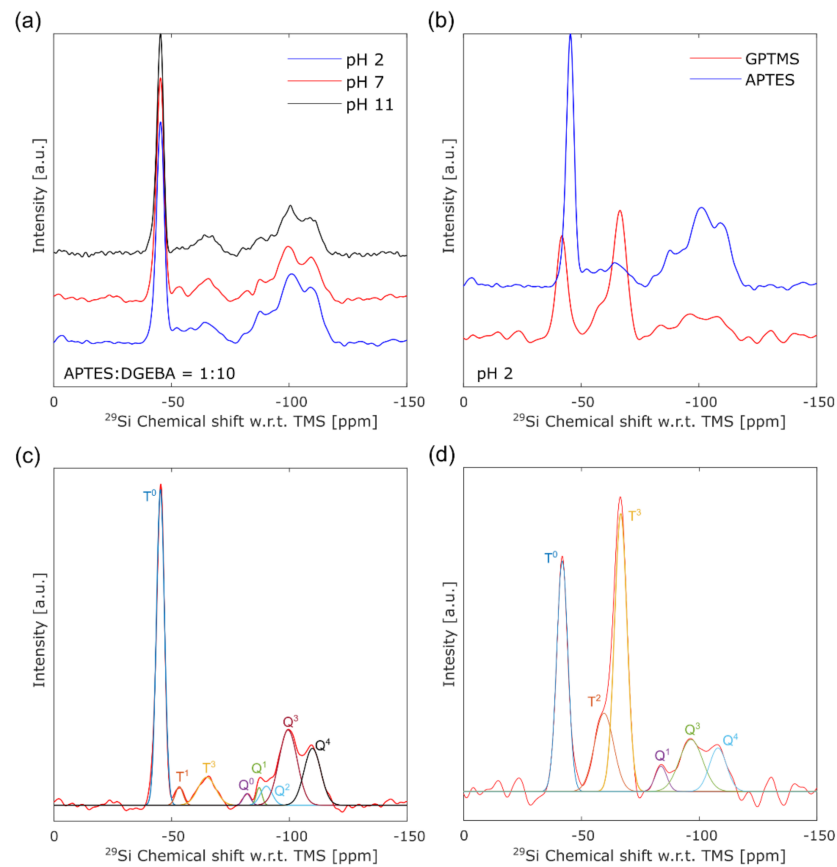 (a)
pH 2
pH 7
pH 11
Intensity [a.u.]
APTES:DGEBA = 1:10
0
-50
-100
-150
²⁹Si Chemical shift w.r.t. TMS [ppm]
(b)
GPTMS
APTES
Intensity [a.u.]
pH 2
0
-50
-100
-150
²⁹Si Chemical shift w.r.t. TMS [ppm]
(c)
T⁰
T¹
T³
Q⁰
Q¹
Q²
Q³
Q⁴
Intensity [a.u.]
0
-50
-100
-150
²⁹Si Chemical shift w.r.t. TMS [ppm]
(d)
T⁰
T²
T³
Q¹
Q³
Q⁴
Intesity [a.u.]
0
-50
-100
-150
²⁹Si Chemical shift w.r.t. TMS [ppm]